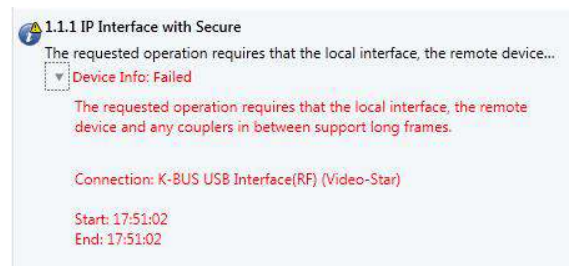 1.1.1 IP Interface with Secure
The requested operation requires that the local interface, the remote device...
Device Info: Failed
The requested operation requires that the local interface, the remote
device and any couplers in between support long frames.
Connection: K-BUS USB Interface(RF) (Video-Star)
Start: 17:51:02
End: 17:51:02